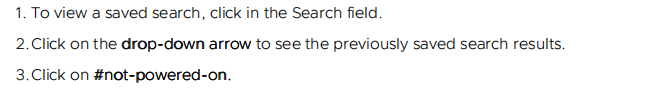 1. To view a saved search, click in the Search field.
2. Click on the drop-down arrow to see the previously saved search results.
3. Click on #not-powered-on.